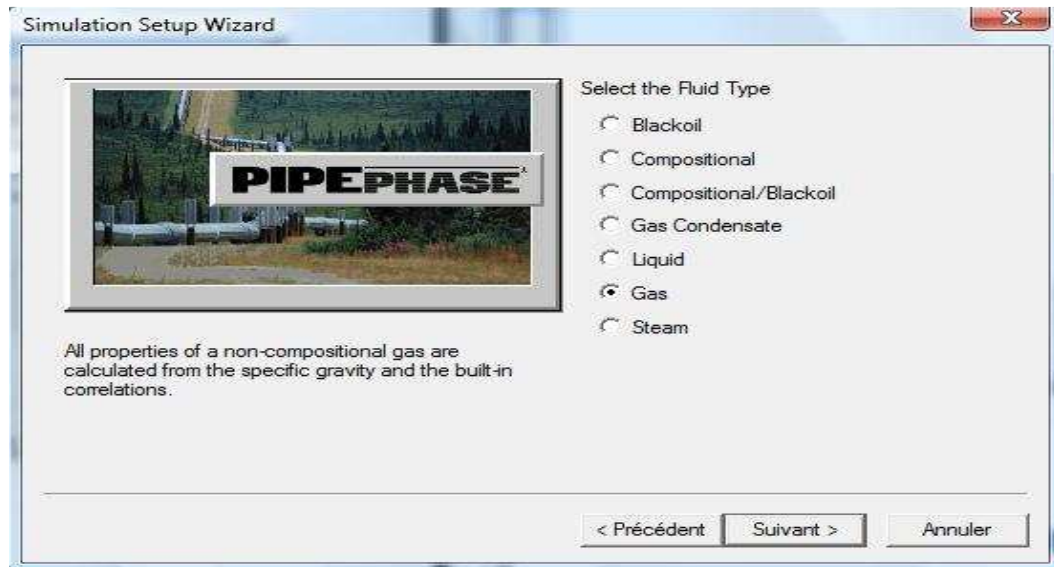 Simulation Setup Wizard
PIPEPHASE
Select the Fluid Type
Blackoil
Compositional
Compositional/Blackoil
Gas Condensate
Liquid
Gas
Steam
All properties of a non-compositional gas are
calculated from the specific gravity and the built-in
correlations.
< Précédent
Suivant >
Annuler